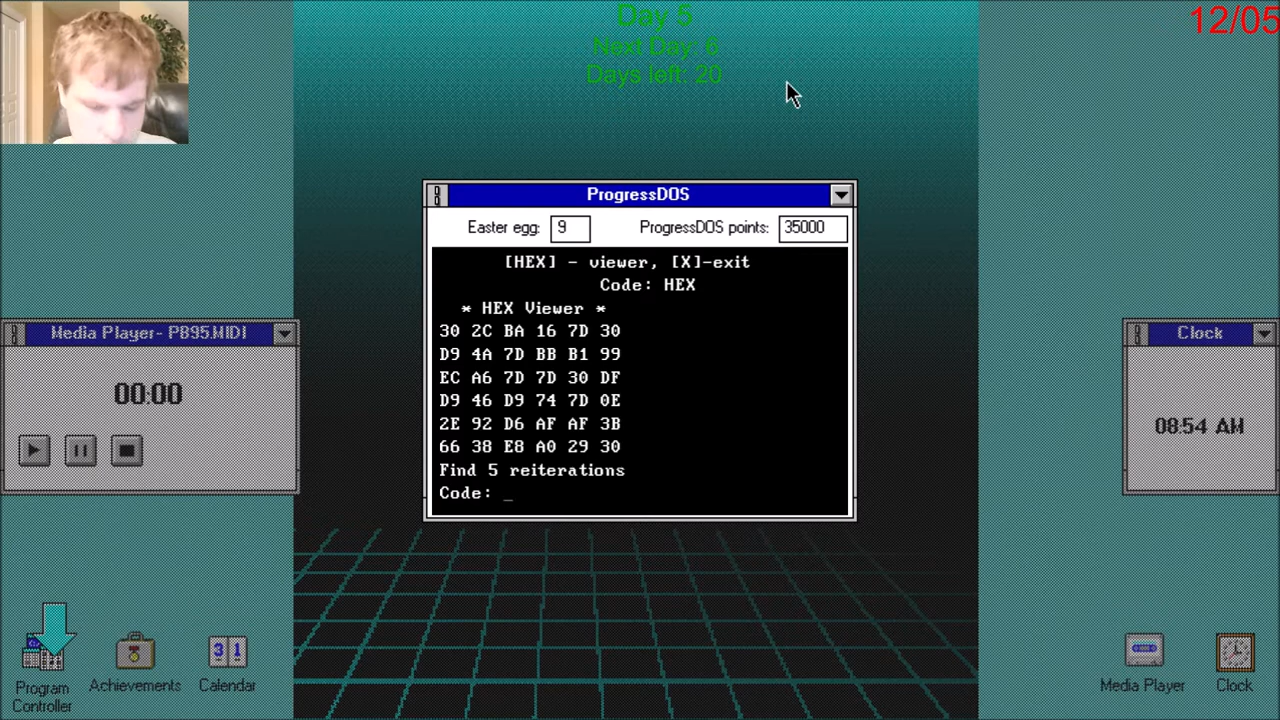 Day 5
Next Day: 6
Days left: 20
12/05
ProgressDOS
Easter egg: 9 ProgressDOS points: 35000
[HEX] - viewer, [X]-exit
Code: HEX
* HEX Viewer *
30 2C BA 16 7D 30
D9 4A 7D BB B1 99
EC A6 7D 7D 30 DF
D9 46 D9 74 7D 0E
2E 92 D6 AF AF 3B
66 38 E8 A0 29 30
Find 5 reiterations
Code: _
Media Player- PB95.MIDI
00:00
Clock
08:54 AM
Program
Controller
Achievements
31
Calendar
Media Player
Clock